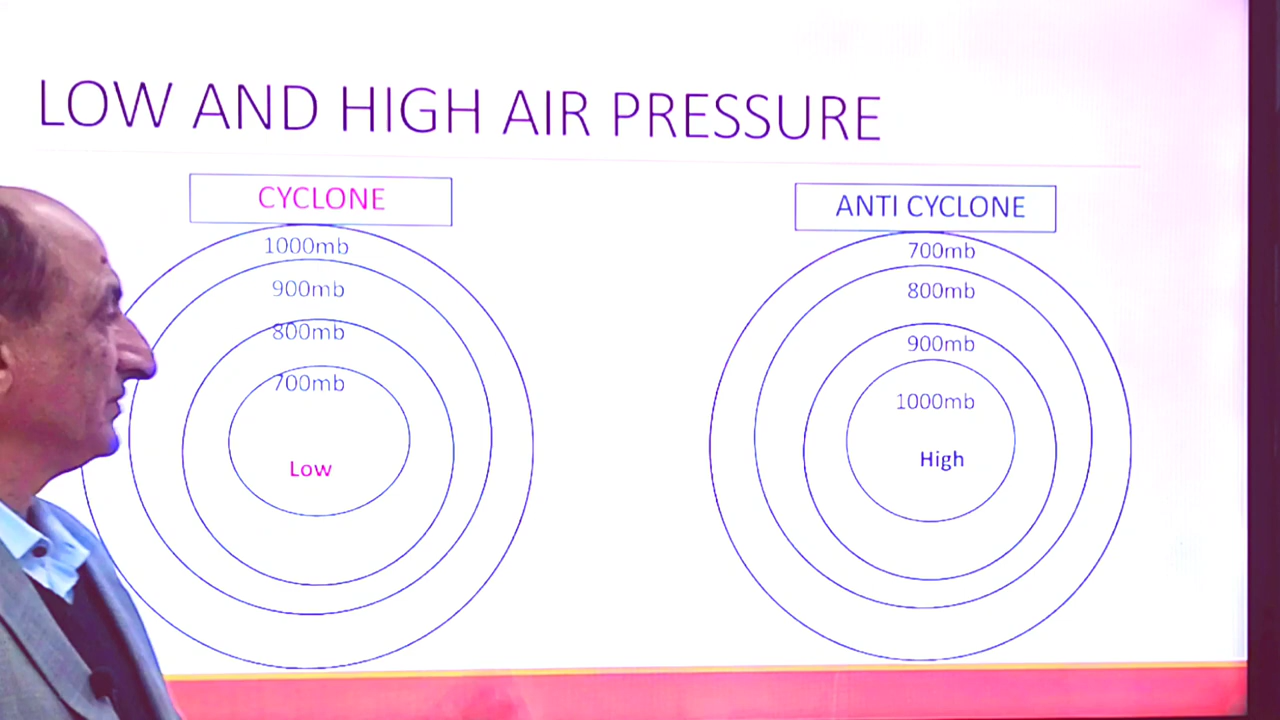 LOW AND HIGH AIR PRESSURE
CYCLONE
1000mb
900mb
800mb
700mb
Low
ANTI CYCLONE
700mb
800mb
900mb
1000mb
High